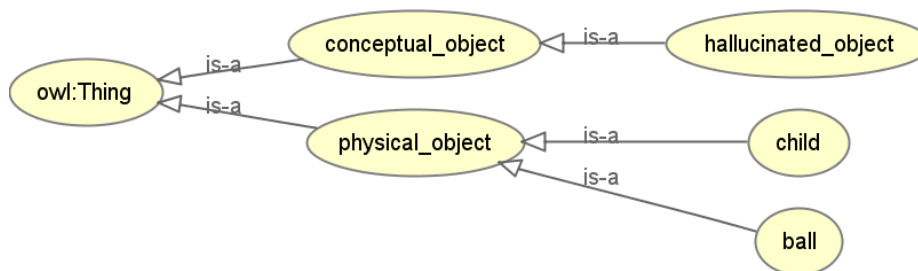 conceptual_object
is-a
hallucinated_object
is-a
owl:Thing
is-a
physical_object
is-a
child
is-a
ball